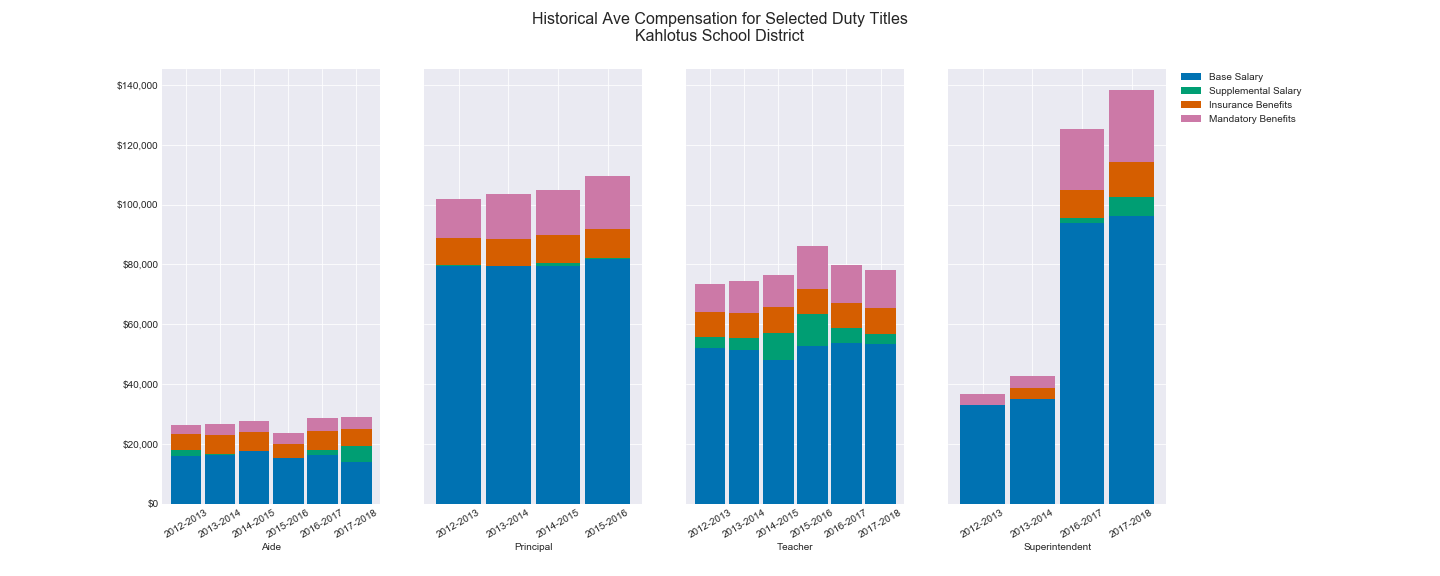 Historical Ave Compensation for Selected Duty Titles
Kahlotus School District
$140,000
$120,000
$100,000
$80,000
$60,000
$40,000
$20,000
$0
2012-2013
2013-2014
2014-2015
2015-2016
2016-2017
2017-2018
Aide
2012-2013
2013-2014
2014-2015
2015-2016
Principal
2012-2013
2013-2014
2014-2015
2015-2016
2016-2017
2017-2018
Teacher
2012-2013
2013-2014
2016-2017
2017-2018
Superintendent
Base Salary
Supplemental Salary
Insurance Benefits
Mandatory Benefits